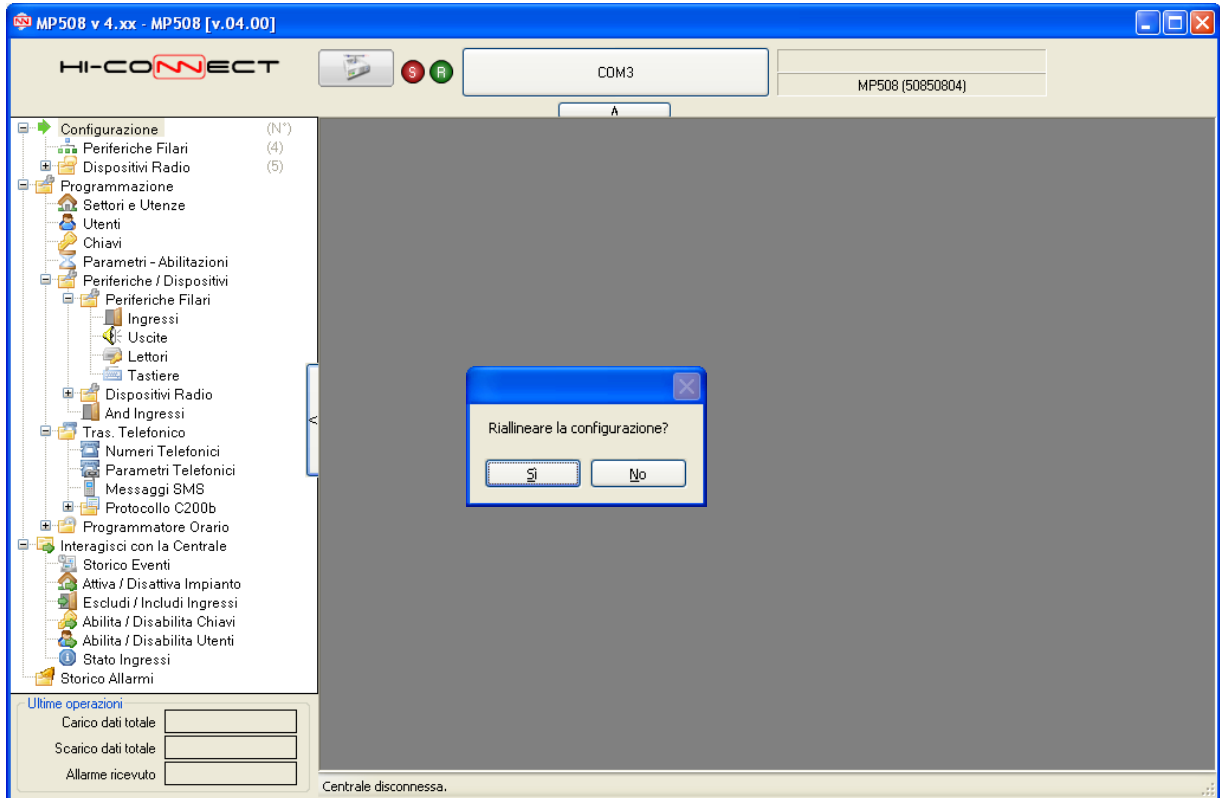 MP508 v 4.xx - MP508 [v.04.00]
HI-CONNECT
S R
COM3
MP508 (50850804)
A
Configurazione (N°)
Periferiche Filari (4)
Dispositivi Radio (5)
Programmazione
Settori e Utenze
Utenti
Chiavi
Parametri - Abilitazioni
Periferiche / Dispositivi
Periferiche Filari
Ingressi
Uscite
Lettori
Tastiere
Dispositivi Radio
And Ingressi
Tras. Telefonico
Numeri Telefonici
Parametri Telefonici
Messaggi SMS
Protocollo C200b
Programmatore Orario
Interagisci con la Centrale
Storico Eventi
Attiva / Disattiva Impianto
Escludi / Includi Ingressi
Abilita / Disabilita Chiavi
Abilita / Disabilita Utenti
Stato Ingressi
Storico Allarmi
<
Riallineare la configurazione?
Sì No
Ultime operazioni
Carico dati totale
Scarico dati totale
Allarme ricevuto
Centrale disconnessa.